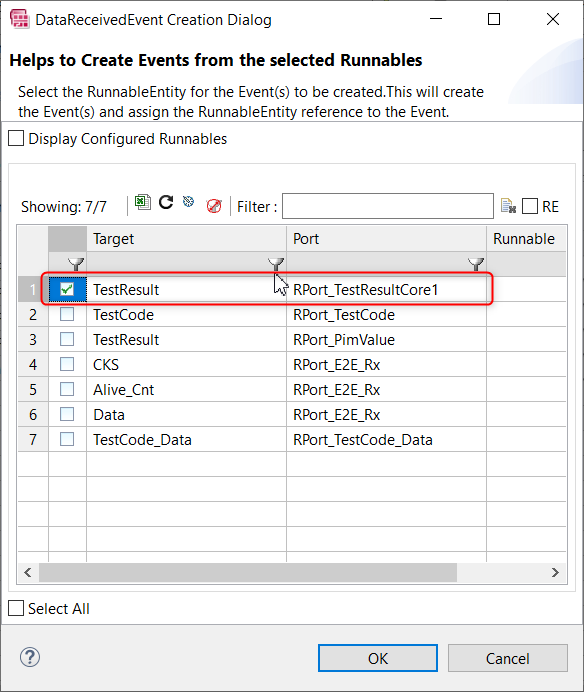 DataReceivedEvent Creation Dialog
Helps to Create Events from the selected Runnables
Select the RunnableEntity for the Event(s) to be created.This will create
the Event(s) and assign the RunnableEntity reference to the Event.
Display Configured Runnables
Showing: 7/7 Filter : RE
Target Port Runnable
1 TestResult RPort_TestResultCore1
2 TestCode RPort_TestCode
3 TestResult RPort_PimValue
4 CKS RPort_E2E_Rx
5 Alive_Cnt RPort_E2E_Rx
6 Data RPort_E2E_Rx
7 TestCode_Data RPort_TestCode_Data
Select All
? OK Cancel